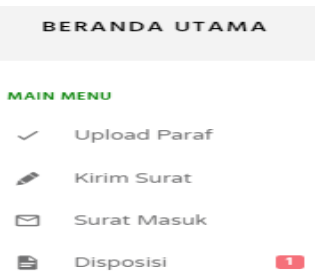 BERANDA UTAMA
MAIN MENU
Upload Paraf
Kirim Surat
Surat Masuk
Disposisi 1